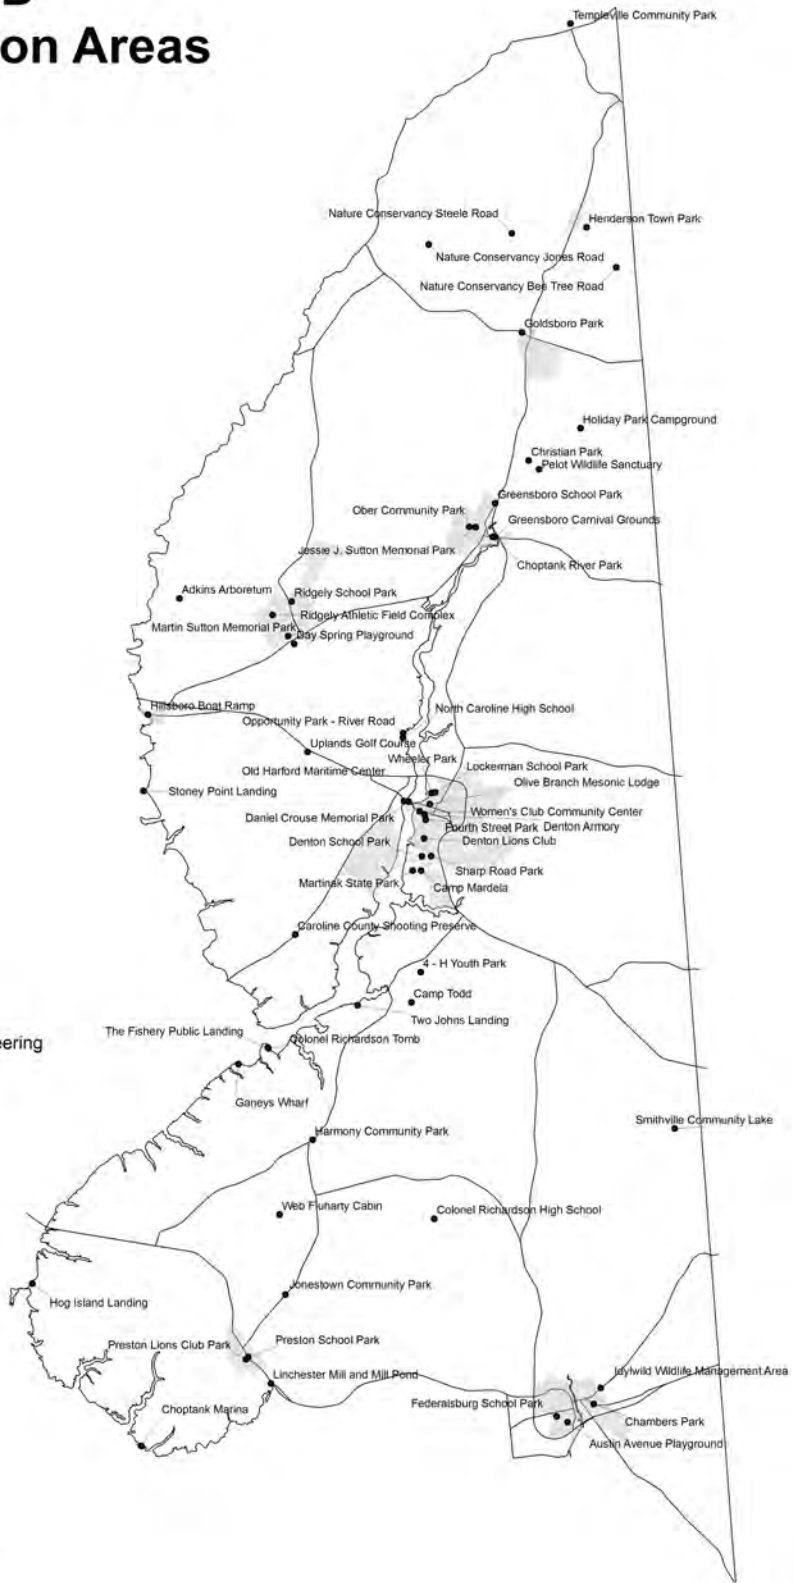 on Areas
Templeville Community Park
Nature Conservancy Steele Road
Henderson Town Park
Nature Conservancy Jones Road
Nature Conservancy Bee Tree Road
Goldsboro Park
Holiday Park Campground
Christian Park
Pelot Wildlife Sanctuary
Greensboro School Park
Ober Community Park
Greensboro Carnival Grounds
Jessie J. Sutton Memorial Park
Choptank River Park
Adkins Arboretum
Ridgely School Park
Ridgely Athletic Field Complex
Martin Sutton Memorial Park
Day Spring Playground
Hillsboro Boat Ramp
North Caroline High School
Opportunity Park - River Road
Uplands Golf Course
Wheeler Park
Lockerman School Park
Old Harford Maritime Center
Olive Branch Mesonic Lodge
Stoney Point Landing
Women's Club Community Center
Daniel Crouse Memorial Park
Fourth Street Park
Denton Armory
Denton School Park
Denton Lions Club
Sharp Road Park
Martinak State Park
Camp Mardela
Caroline County Shooting Preserve
4 - H Youth Park
Camp Todd
Two Johns Landing
The Fishery Public Landing
Colonel Richardson Tomb
eering
Ganeys Wharf
Smithville Community Lake
Harmony Community Park
Web Fluharty Cabin
Colonel Richardson High School
Jonestown Community Park
Hog Island Landing
Preston School Park
Preston Lions Club Park
Linchester Mill and Mill Pond
Idylwild Wildlife Management Area
Federalsburg School Park
Choptank Marina
Chambers Park
Austin Avenue Playground